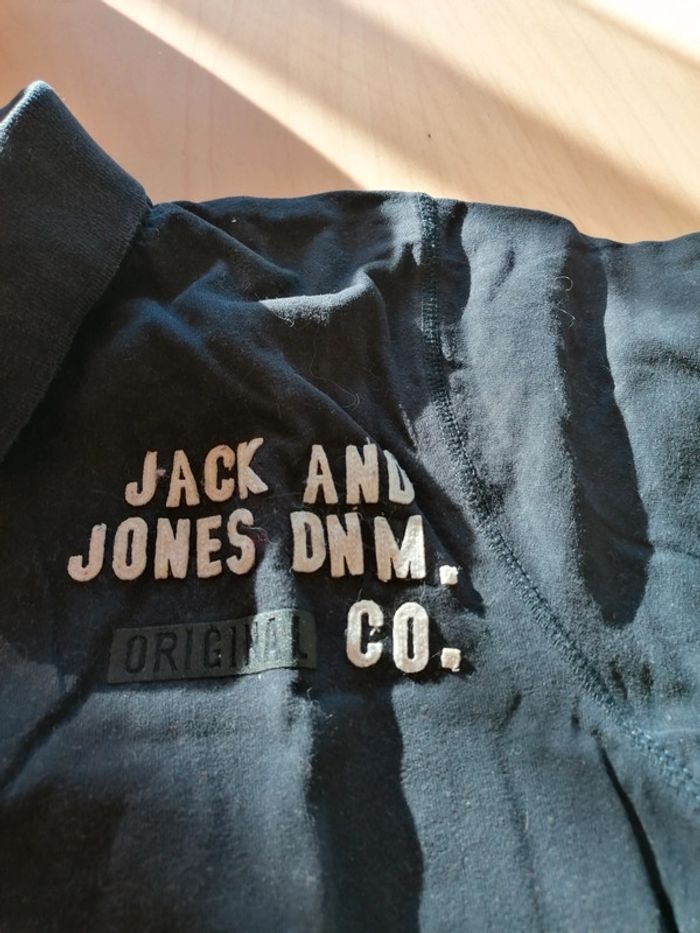 JACK AND
JONES DNM.
ORIGINAL CO.